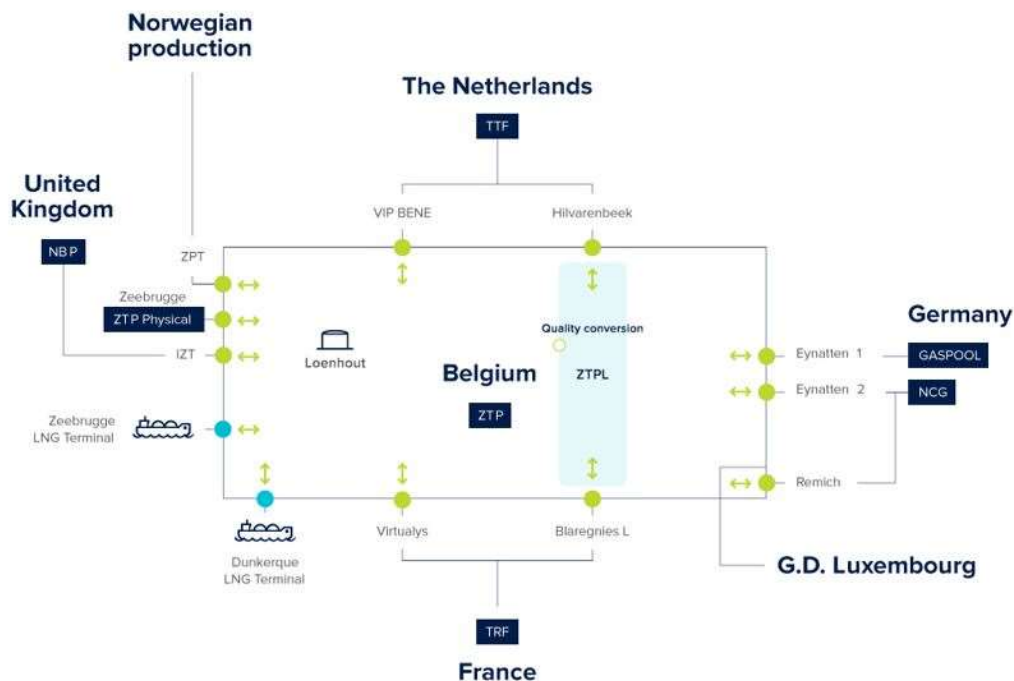 Norwegian
production
The Netherlands
TTF
United
Kingdom
NBP
VIP BENE
Hilvarenbeek
ZPT
Zeebrugge
ZTP Physical
IZT
Loenhout
Quality conversion
ZTPL
Belgium
ZTP
Germany
Eynatten 1
GASPOOL
Eynatten 2
NCG
Zeebrugge
LNG Terminal
Remich
Virtualys
Blaregnies L
Dunkerque
LNG Terminal
G.D. Luxembourg
TRF
France